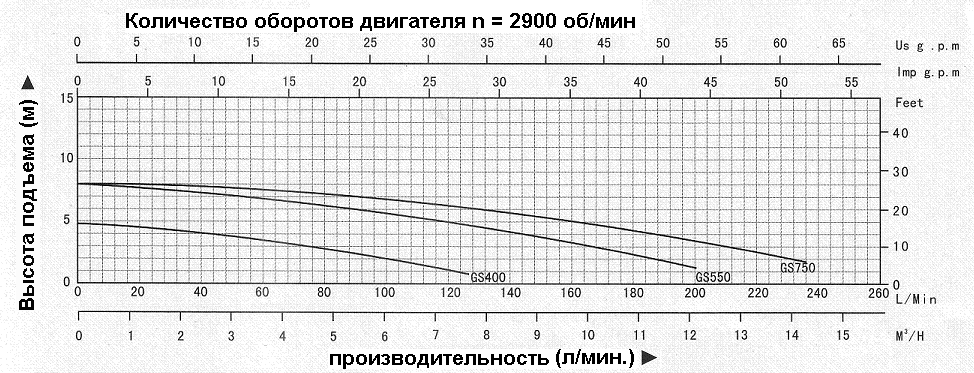 Количество оборотов двигателя n = 2900 об/мин
0 5 10 15 20 25 30 35 40 45 50 55 60 65 Us g.p.m
0 5 10 15 20 25 30 35 40 45 50 55 Imp g.p.m
Высота подъема (м)
15 Feet
40
10
30
5 20
10
GS400 GS550 GS750
0 0
0 20 40 60 80 100 120 140 160 180 200 220 240 260 L/Min
0 1 2 3 4 5 6 7 8 9 10 11 12 13 14 15 M³/H
производительность (л/мин.)